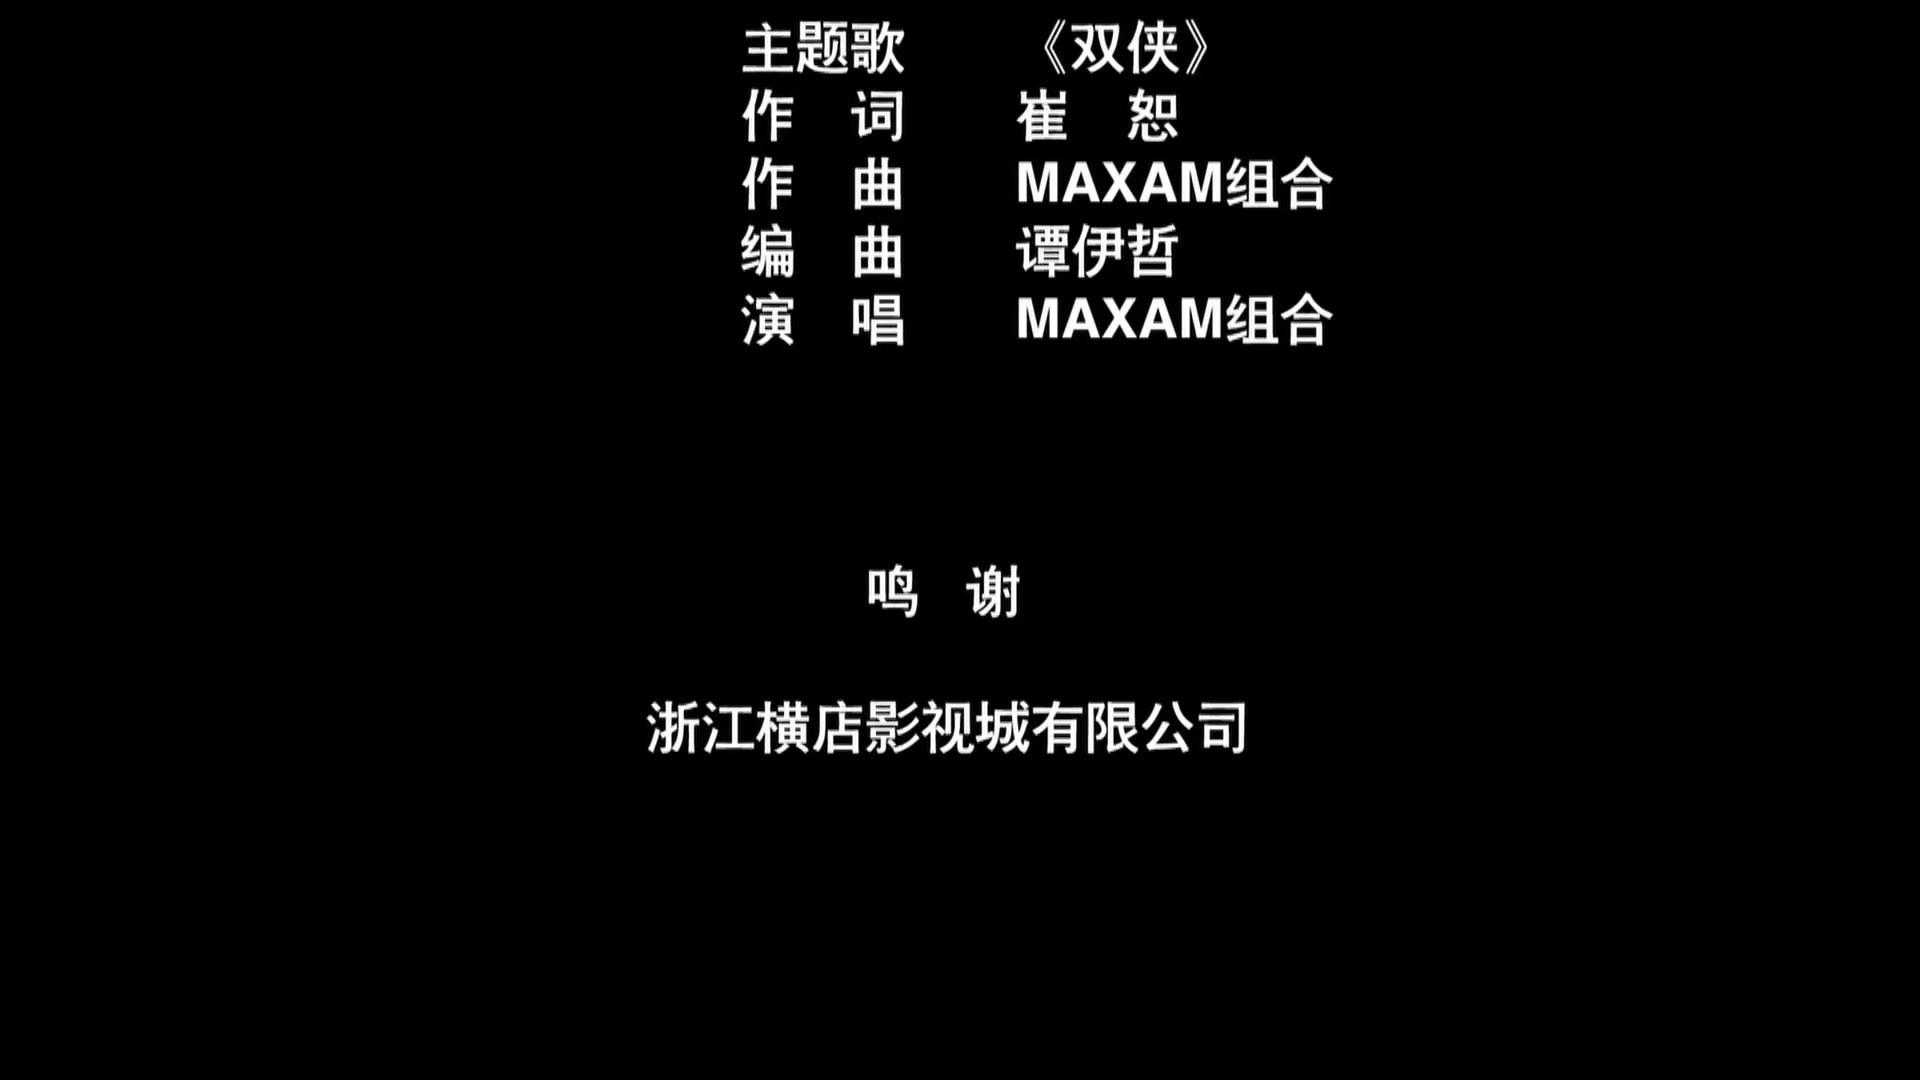 主题歌 《双侠》
作 词 崔 恕
作 曲 MAXAM组合
编 曲 谭伊哲
演 唱 MAXAM组合
鸣 谢
浙江横店影视城有限公司